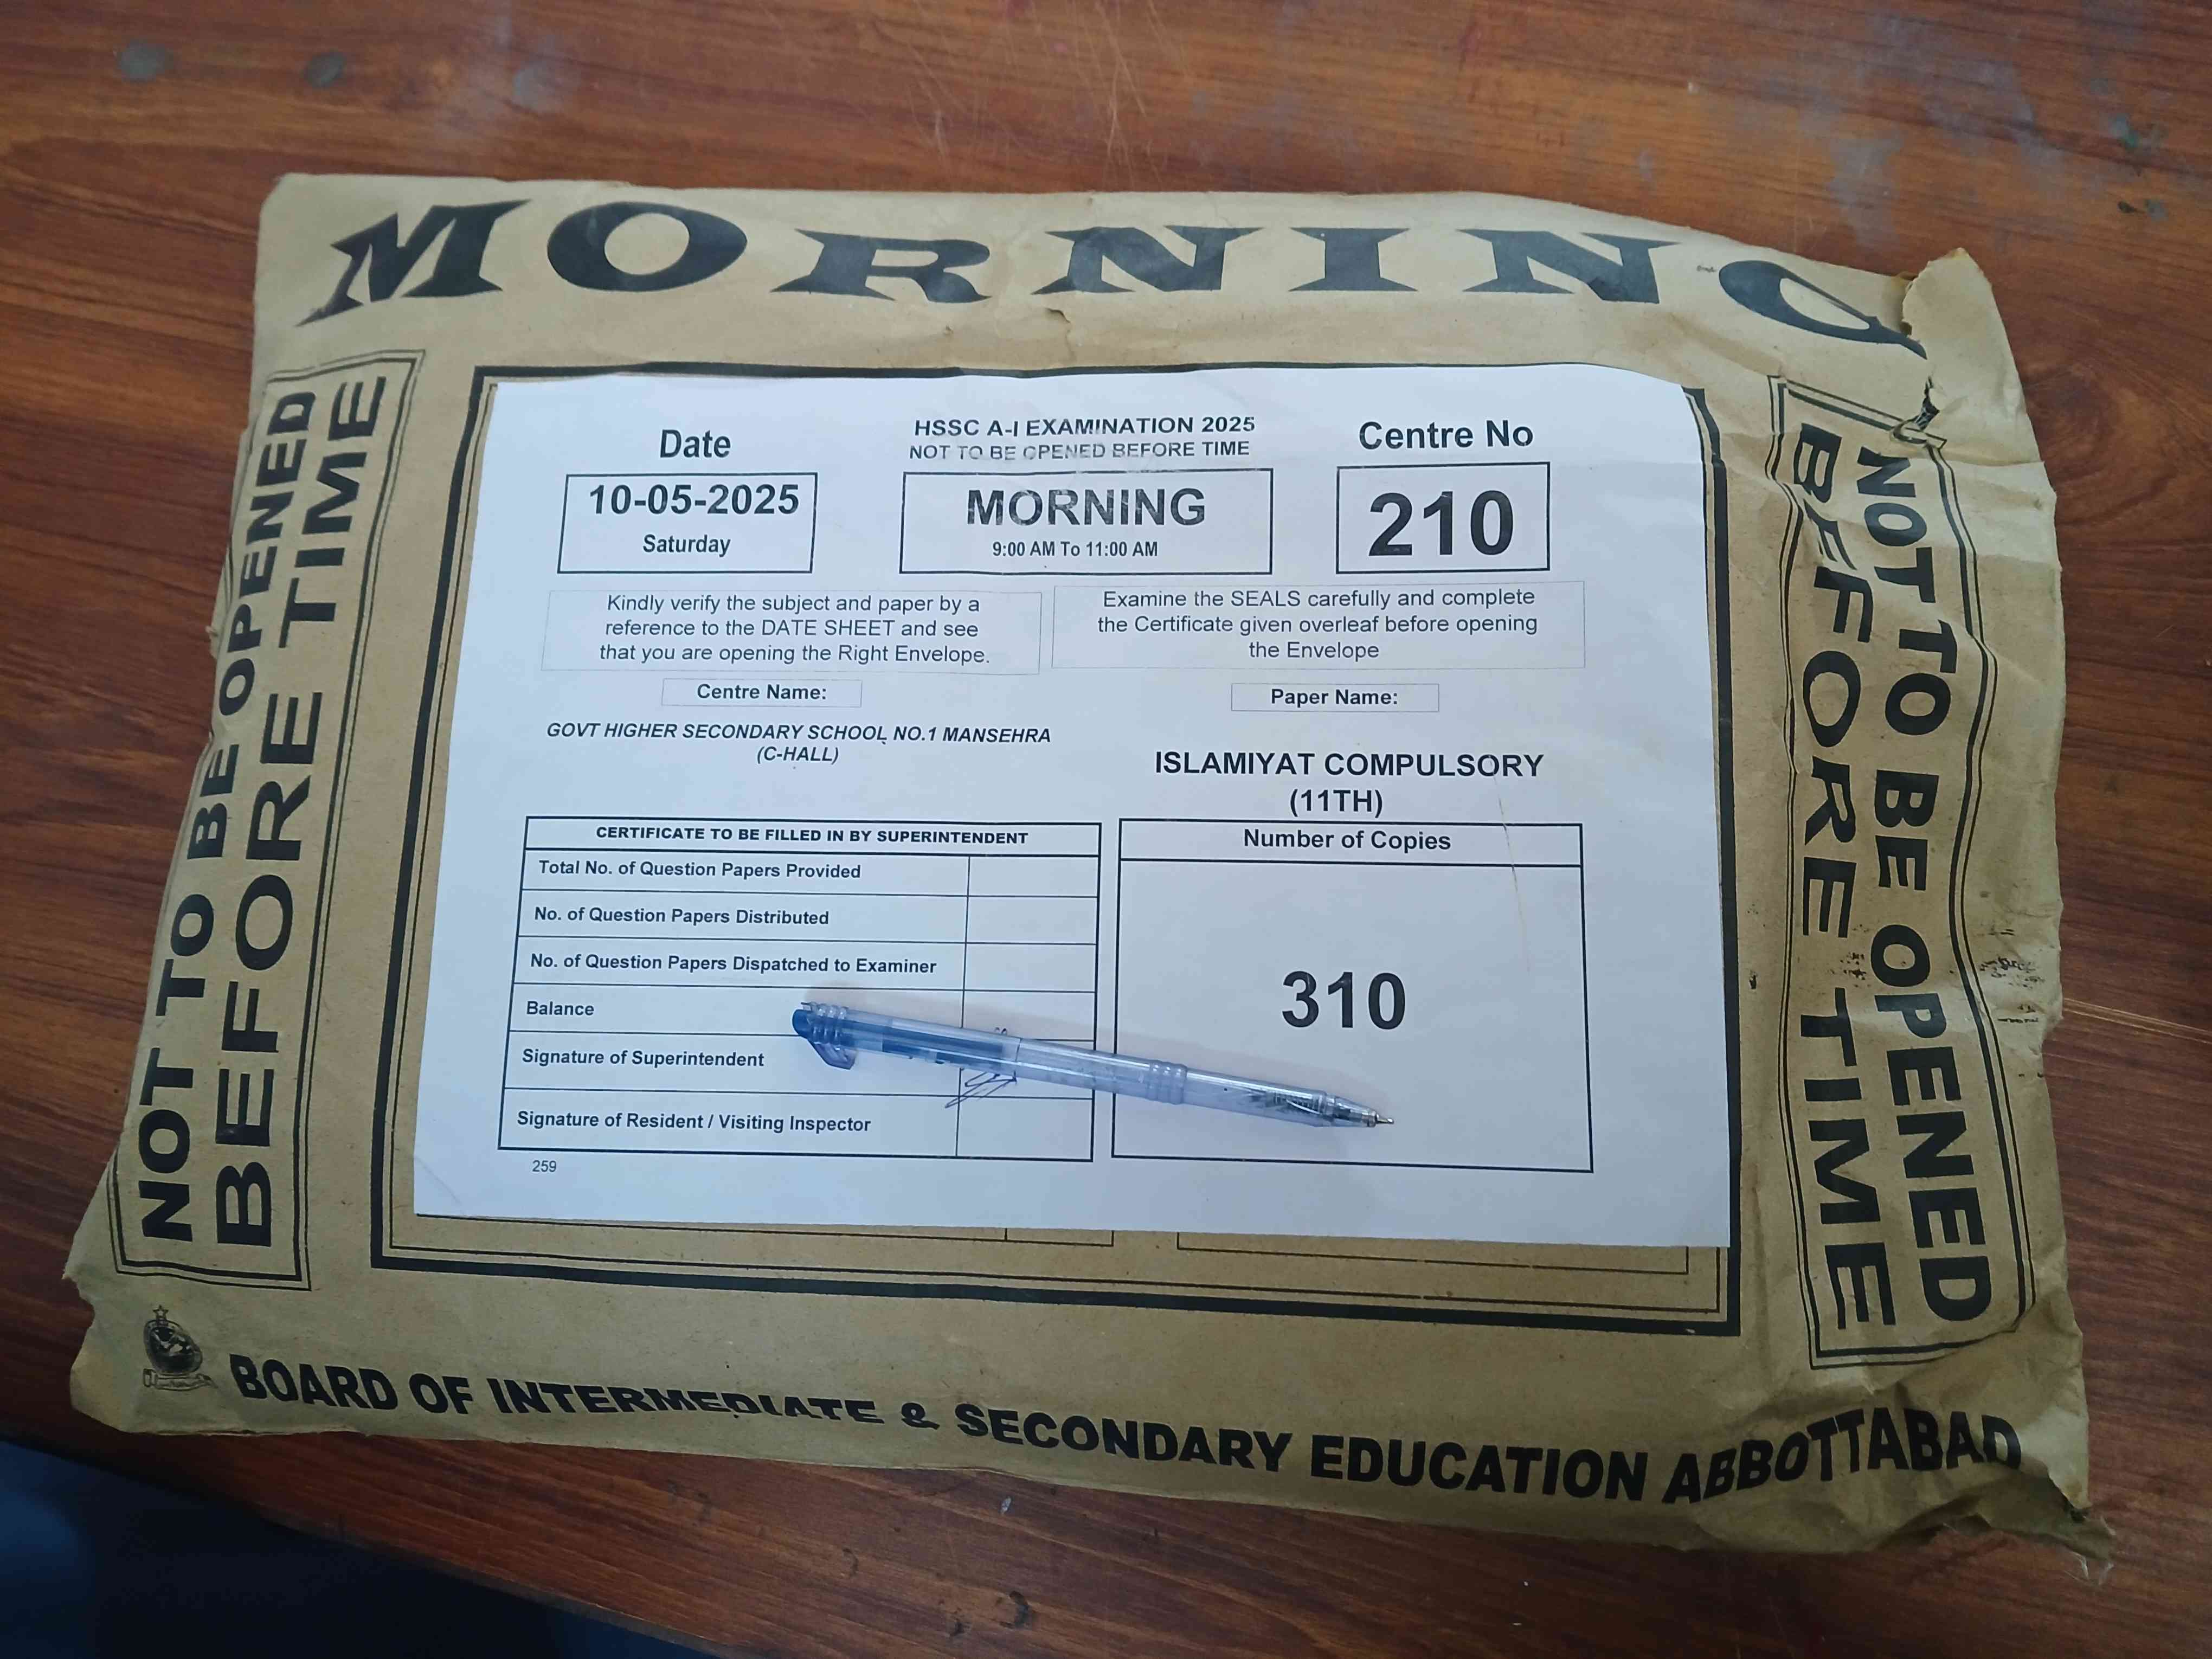 MORNING
NOT TO BE OPENED
BEFORE TIME
Date
10-05-2025
Saturday
HSSC A-I EXAMINATION 2025
NOT TO BE OPENED BEFORE TIME
MORNING
9:00 AM To 11:00 AM
Centre No
210
Kindly verify the subject and paper by a
reference to the DATE SHEET and see
that you are opening the Right Envelope.
Examine the SEALS carefully and complete
the Certificate given overleaf before opening
the Envelope
Centre Name:
GOVT HIGHER SECONDARY SCHOOL NO.1 MANSEHRA
(C-HALL)
Paper Name:
ISLAMIYAT COMPULSORY
(11TH)
CERTIFICATE TO BE FILLED IN BY SUPERINTENDENT
Total No. of Question Papers Provided
No. of Question Papers Distributed
No. of Question Papers Dispatched to Examiner
Balance
Signature of Superintendent
Signature of Resident / Visiting Inspector
Number of Copies
310
259
NOT TO BE OPENED
BEFORE TIME
BOARD OF INTERMEDIATE & SECONDARY EDUCATION ABBOTTABAD